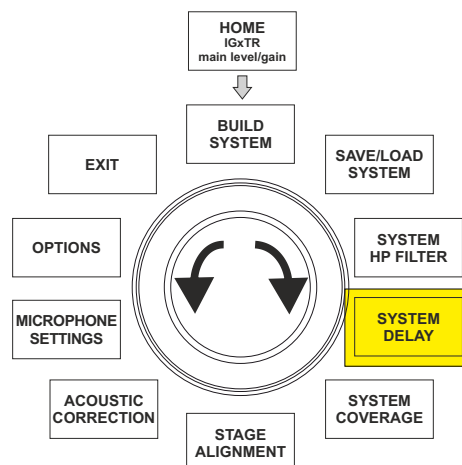 HOME
IGxTR
main level/gain
BUILD
SYSTEM
SAVE/LOAD
SYSTEM
SYSTEM
HP FILTER
SYSTEM
DELAY
SYSTEM
COVERAGE
STAGE
ALIGNMENT
ACOUSTIC
CORRECTION
MICROPHONE
SETTINGS
OPTIONS
EXIT